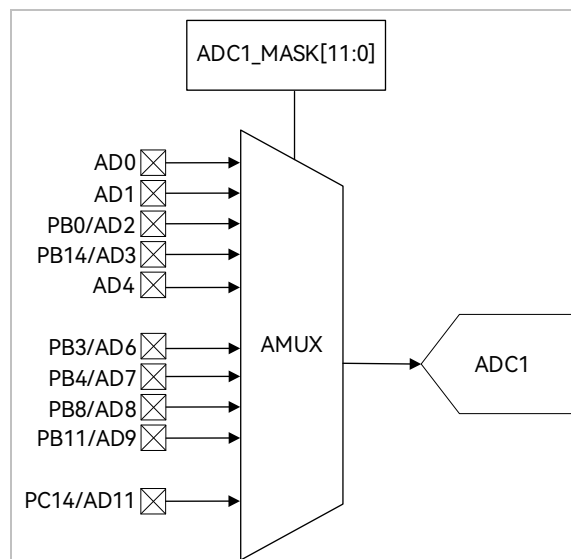 ADC1_MASK[11:0]
AD0
AD1
PB0/AD2
PB14/AD3
AD4
PB3/AD6
PB4/AD7
PB8/AD8
PB11/AD9
PC14/AD11
AMUX
ADC1